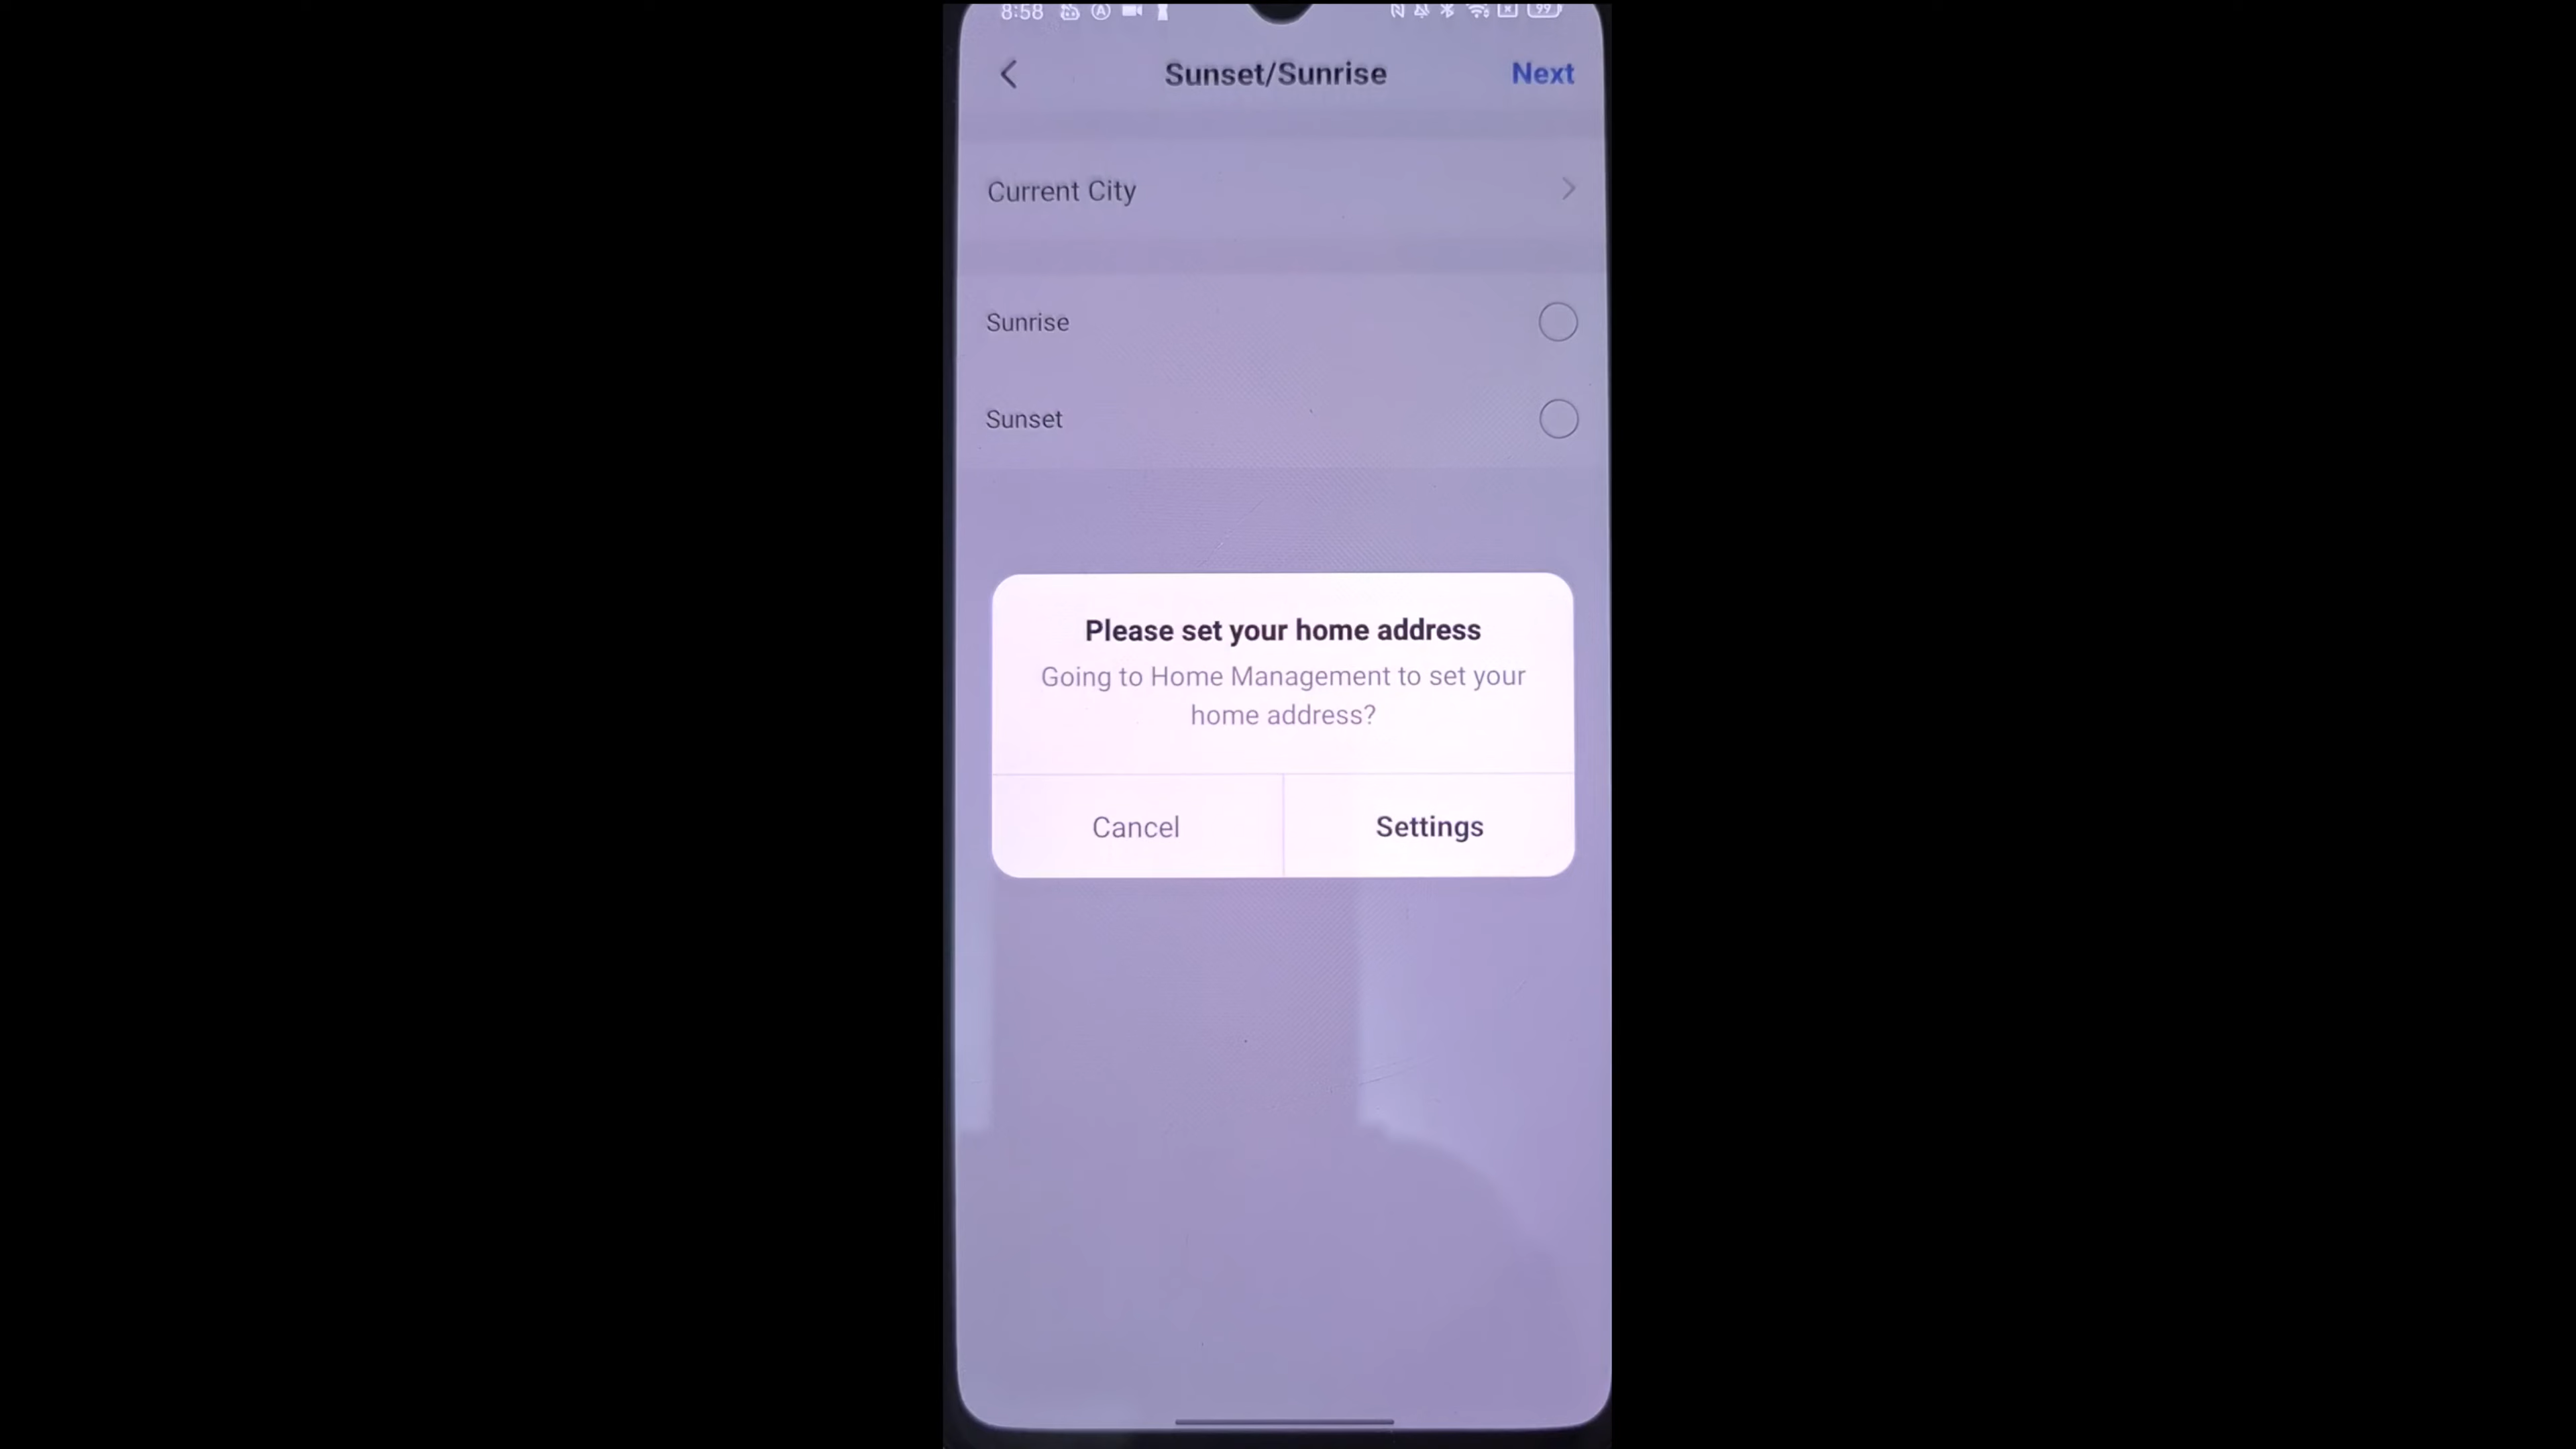 8:58 99
Sunset/Sunrise Next
Current City
Sunrise
Sunset
Please set your home address
Going to Home Management to set your
home address?
Cancel Settings